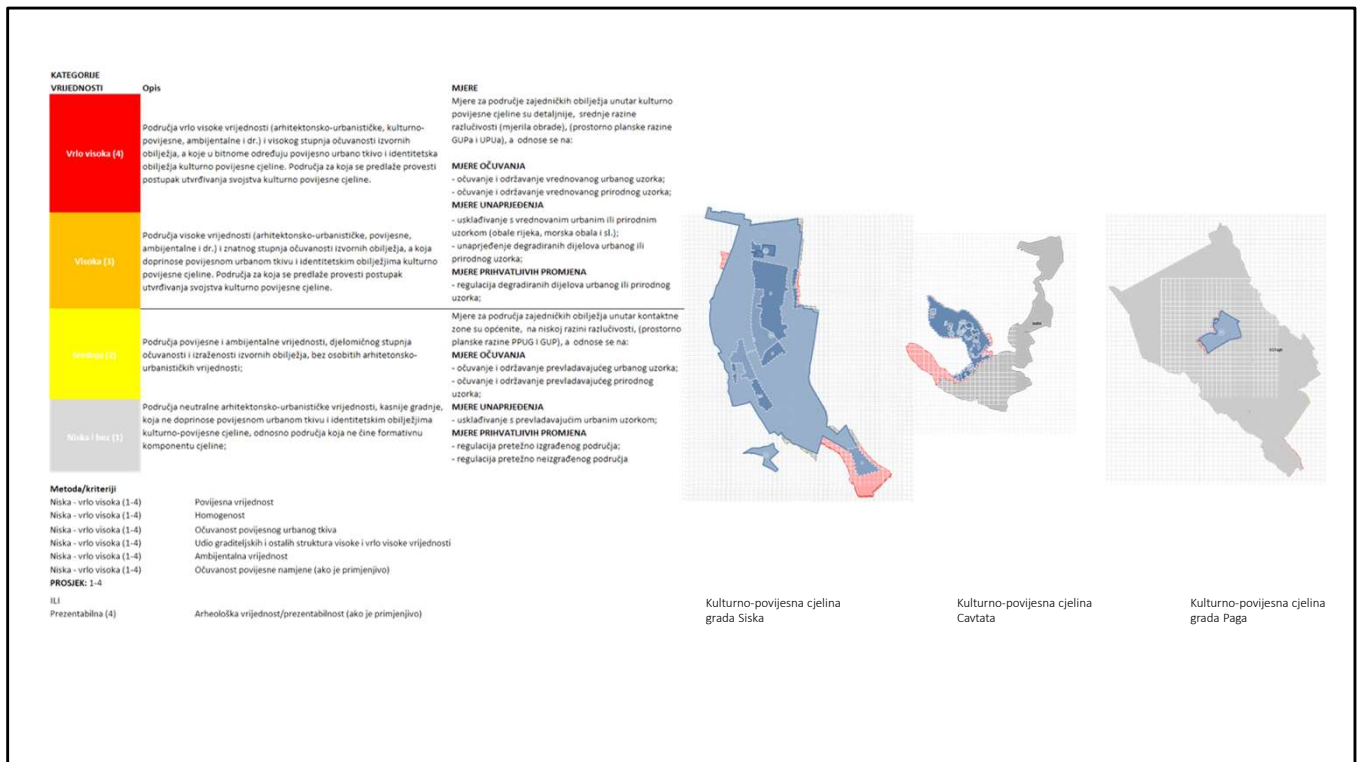 KATEGORIJE
VRIJEDNOSTI Opis MJERE
Vrlo visoka (4)
Područja vrlo visoke vrijednosti (arhitektonsko-urbanističke, kulturno-
povijesne, ambijentalne i dr.) i visokog stupnja očuvanosti izvornih
obilježja, a koje u bitnome određuju povijesno urbano tkivo i identitetska
obilježja kulturno povijesne cjeline. Područja za koja se predlaže provesti
postupak utvrđivanja svojstva kulturno povijesne cjeline.
Mjere za područje zajedničkih obilježja unutar kulturno
povijesne cjeline su detaljnije, srednje razine
razlučivosti (mjerila obrade), (prostorno planske razine
GUPa i UPUa), a odnose se na:
MJERE OČUVANJA
- očuvanje i održavanje vrednovanog urbanog uzorka;
- očuvanje i održavanje vrednovanog prirodnog uzorka;
MJERE UNAPRJEĐENJA
- usklađivanje s vrednovanim urbanim ili prirodnim
uzorkom (obale rijeka, morska obala i sl.);
- unaprjeđenje degradiranih dijelova urbanog ili
prirodnog uzorka;
MJERE PRIHVATLJIVIH PROMJENA
- regulacija degradiranih dijelova urbanog ili prirodnog
uzorka;
Visoka (3)
Područja visoke vrijednosti (arhitektonsko-urbanističke, povijesne,
ambijentalne i dr.) i znatnog stupnja očuvanosti izvornih obilježja, a koja
doprinose povijesnom urbanom tkivu i identitetskim obilježjima kulturno
povijesne cjeline. Područja za koja se predlaže provesti postupak
utvrđivanja svojstva kulturno povijesne cjeline.
Srednja (2)
Područja povijesne i ambijentalne vrijednosti, djelomičnog stupnja
očuvanosti i izraženosti izvornih obilježja, bez osobitih arhitetonsko-
urbanističkih vrijednosti;
Mjere za područja zajedničkih obilježja unutar kontaktne
zone su općenite, na niskoj razini razlučivosti, (prostorno
planske razine PPUG I GUP), a odnose se na:
MJERE OČUVANJA
- očuvanje i održavanje prevladavajućeg urbanog uzorka;
- očuvanje i održavanje prevladavajućeg prirodnog
uzorka;
MJERE UNAPRJEĐENJA
- usklađivanje s prevladavajućim urbanim uzorkom;
MJERE PRIHVATLJIVIH PROMJENA
- regulacija pretežno izgrađenog područja;
- regulacija pretežno neizgrađenog područja
Niska i bez (1)
Područja neutralne arhitektonsko-urbanističke vrijednosti, kasnije gradnje,
koja ne doprinose povijesnom urbanom tkivu i identitetskim obilježjima
kulturno-povijesne cjeline, odnosno područja koja ne čine formativnu
komponentu cjeline;
Metoda/kriteriji
Niska - vrlo visoka (1-4) Povijesna vrijednost
Niska - vrlo visoka (1-4) Homogenost
Niska - vrlo visoka (1-4) Očuvanost povijesnog urbanog tkiva
Niska - vrlo visoka (1-4) Udio graditeljskih i ostalih struktura visoke i vrlo visoke vrijednosti
Niska - vrlo visoka (1-4) Ambijentalna vrijednost
Niska - vrlo visoka (1-4) Očuvanost povijesne namjene (ako je primjenjivo)
PROSJEK: 1-4
ILI
Prezentabilna (4) Arheološka vrijednost/prezentabilnost (ako je primjenjivo)
Kulturno-povijesna cjelina
grada Siska
Kulturno-povijesna cjelina
Cavtata
Kulturno-povijesna cjelina
grada Paga